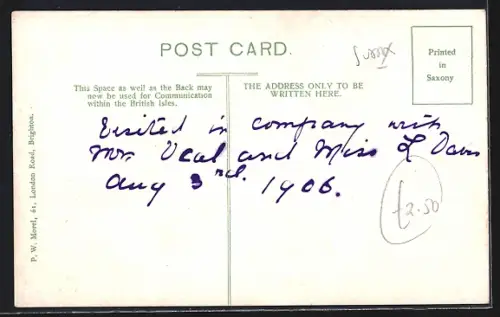 POST CARD.
Sussex
Printed
in
Saxony
This Space as well as the Back may
now be used for Communication
within the British Isles.
THE ADDRESS ONLY TO BE
WRITTEN HERE.
Visited in company with
Mr. Veal and Miss L Davis
Aug 3rd. 1906.
£2.50
P. W. Morel, 41, London Road, Brighton.